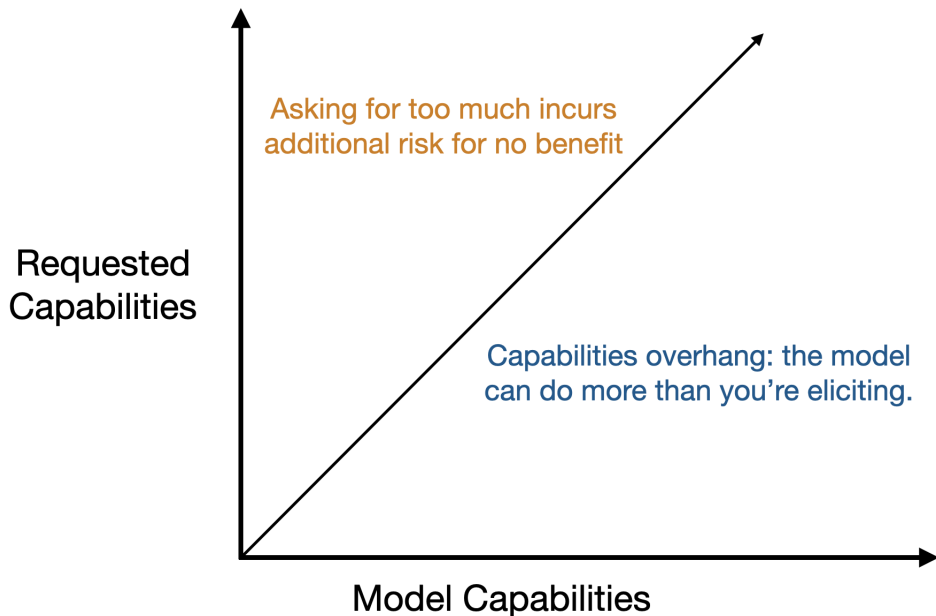 Asking for too much incurs
additional risk for no benefit
Requested
Capabilities
Capabilities overhang: the model
can do more than you’re eliciting.
Model Capabilities